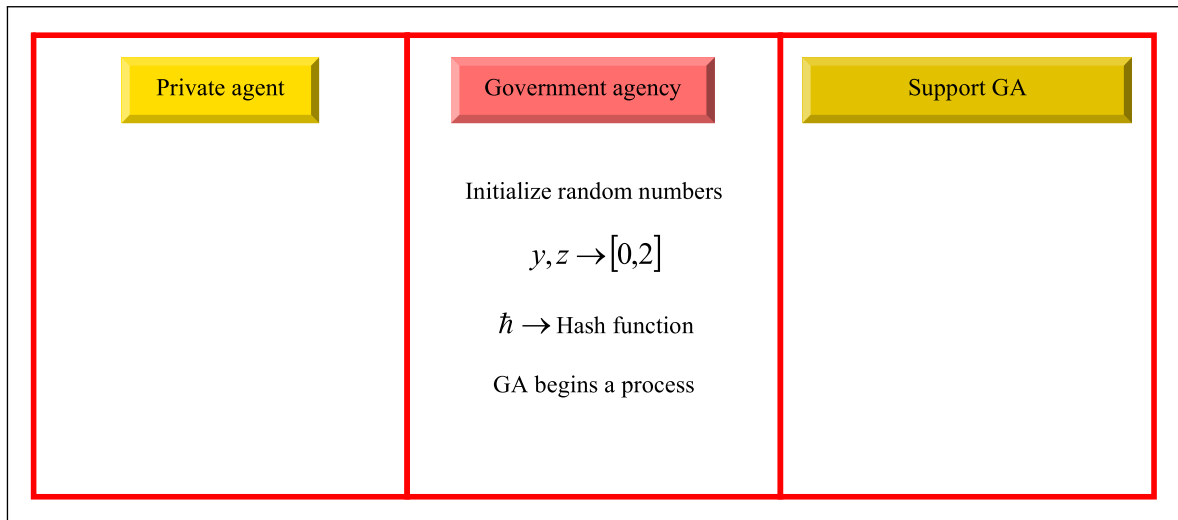 Private agent
Government agency
Support GA
Initialize random numbers
y, z → [0,2]
ħ → Hash function
GA begins a process